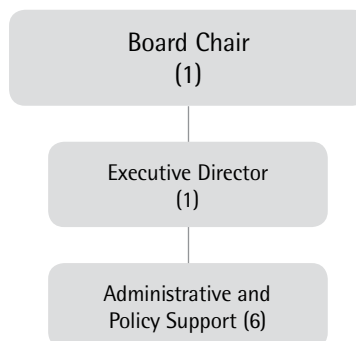 Board Chair
(1)
Executive Director
(1)
Administrative and
Policy Support (6)